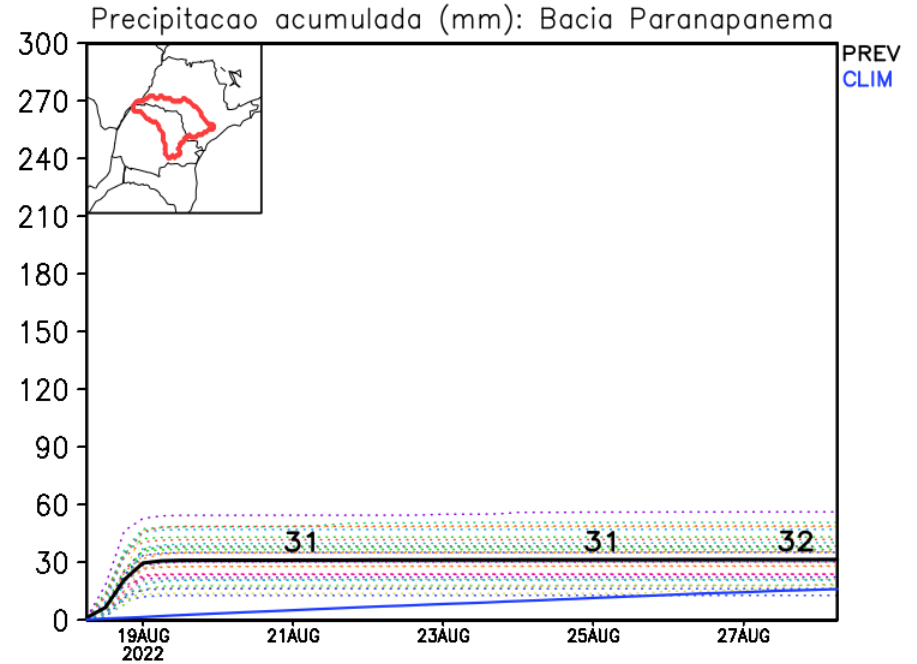 Precipitacao acumulada (mm): Bacia Paranapanema
300
270
240
210
180
150
120
90
60
30
0
PREV
CLIM
31
31
32
19AUG
2022
21AUG
23AUG
25AUG
27AUG